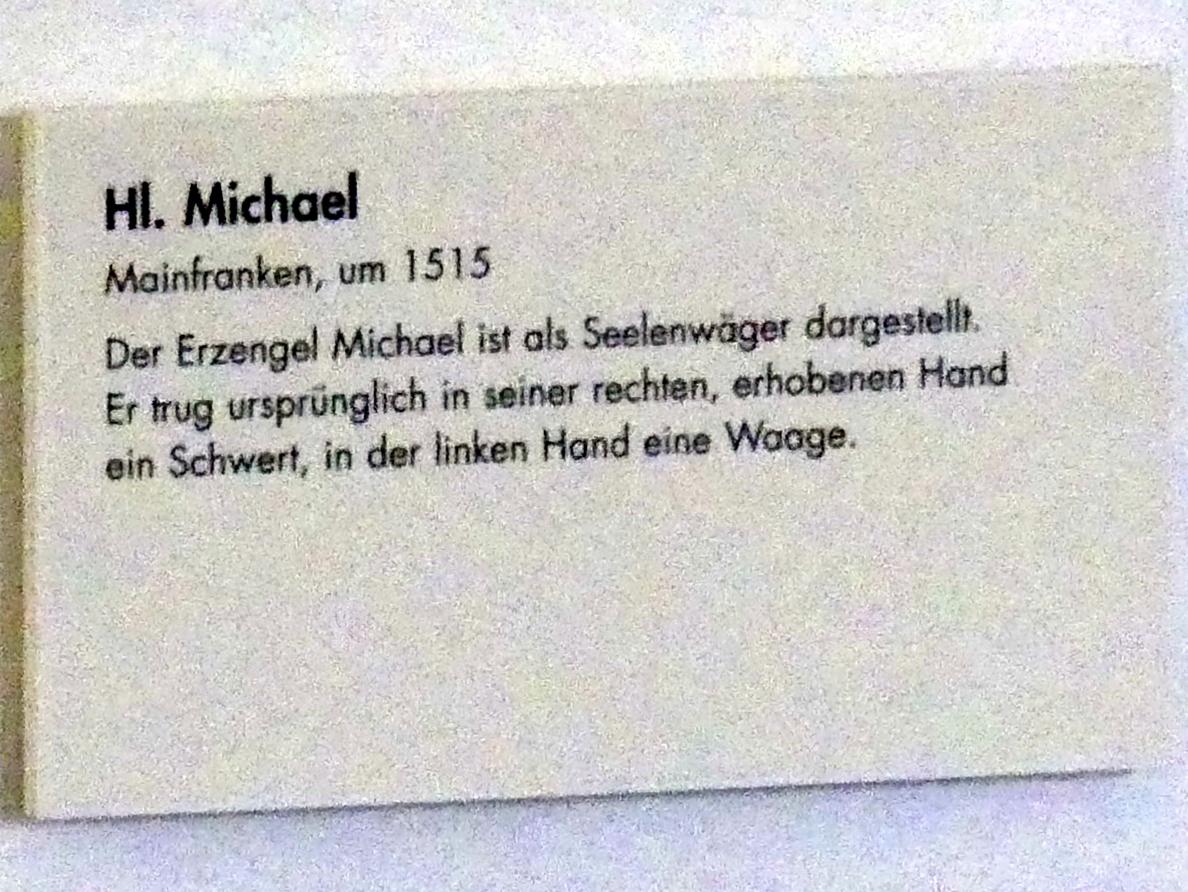 Hl. Michael
Mainfranken, um 1515
Der Erzengel Michael ist als Seelenwäger dargestellt.
Er trug ursprünglich in seiner rechten, erhobenen Hand
ein Schwert, in der linken Hand eine Waage.